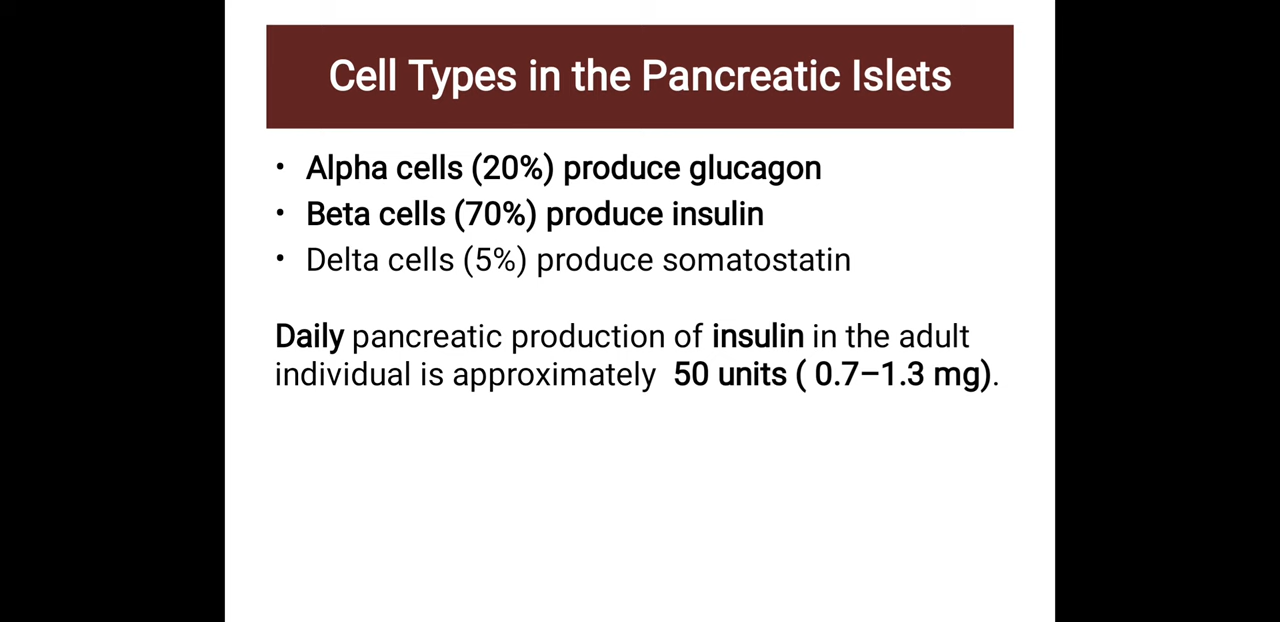 Cell Types in the Pancreatic Islets
• Alpha cells (20%) produce glucagon
• Beta cells (70%) produce insulin
• Delta cells (5%) produce somatostatin
Daily pancreatic production of insulin in the adult
individual is approximately  50 units ( 0.7–1.3 mg).